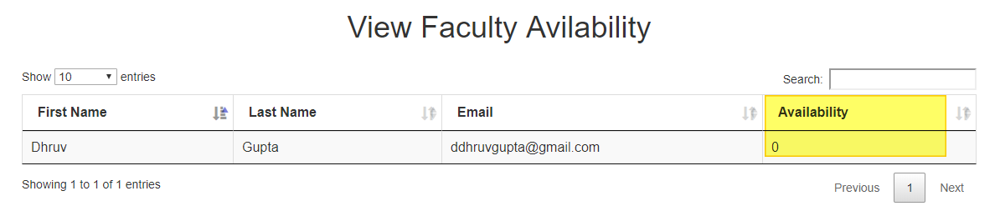 View Faculty Avilability
Show 10 entries
Search:
First Name Last Name Email Availability
Dhruv Gupta ddhruvgupta@gmail.com 0
Showing 1 to 1 of 1 entries
Previous 1 Next